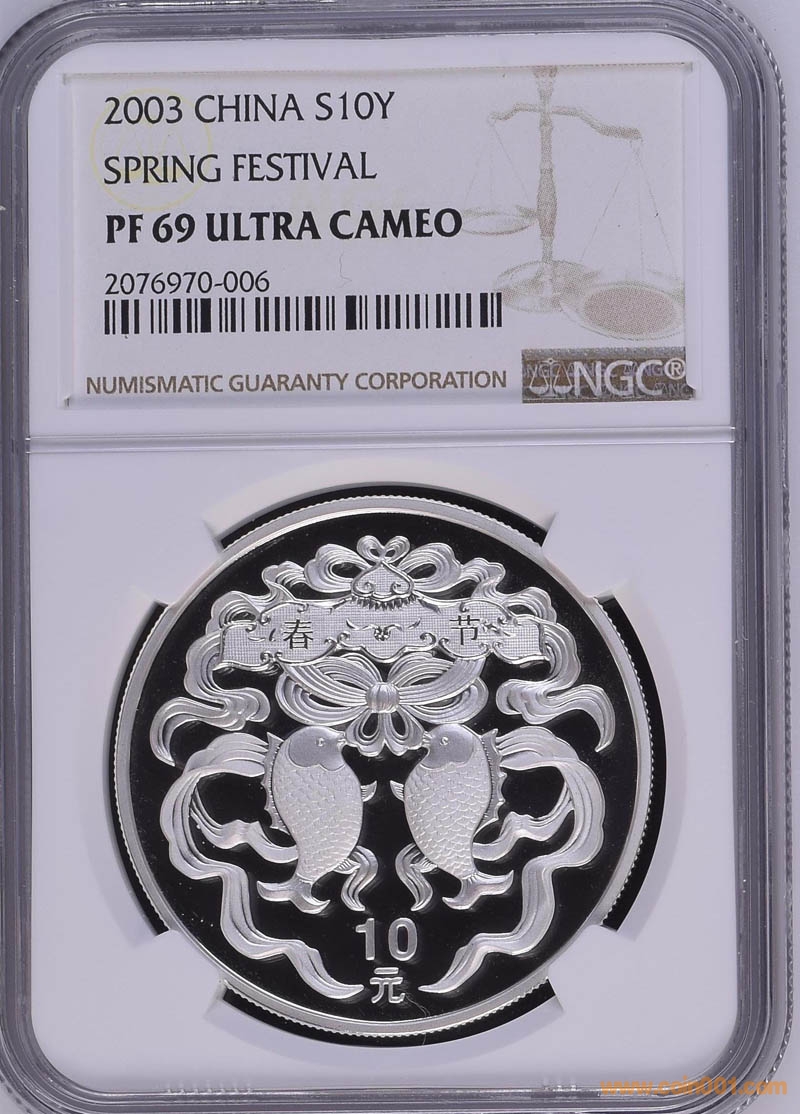 2003 CHINA S10Y
SPRING FESTIVAL
PF 69 ULTRA CAMEO
2076970-006
NUMISMATIC GUARANTY CORPORATION
NGC®
春 节
10
元
www.coin001.com